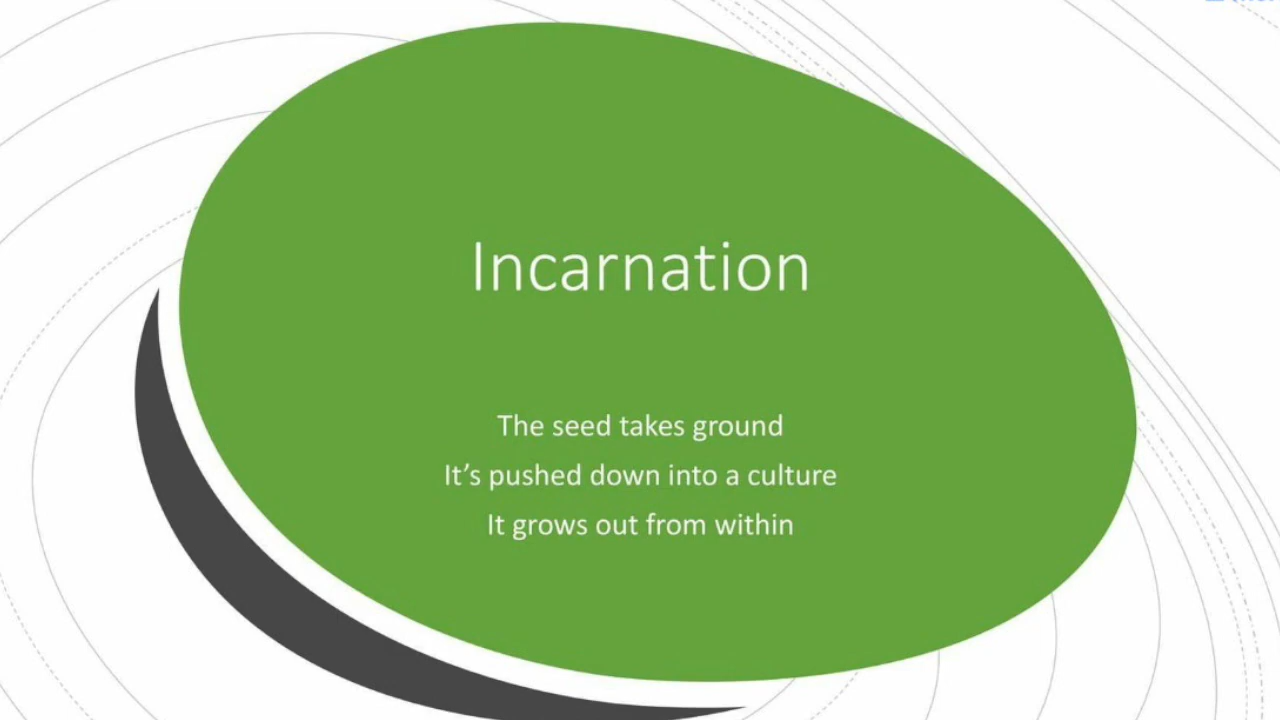 Incarnation
The seed takes ground
It’s pushed down into a culture
It grows out from within